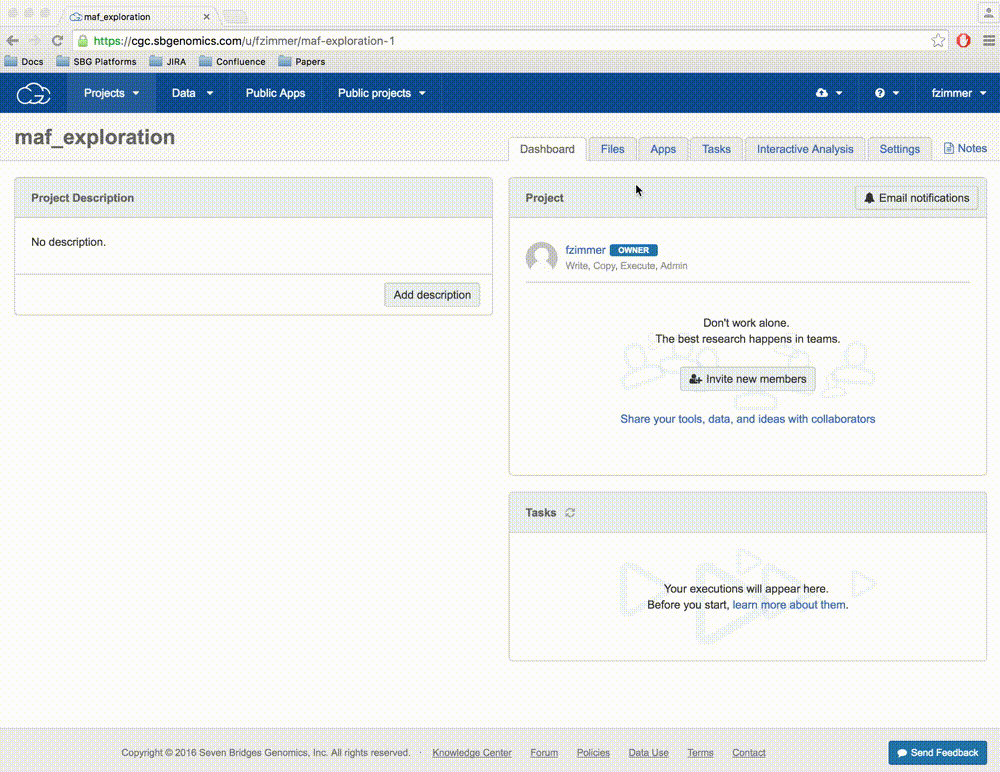 maf_exploration
https://cgc.sbgenomics.com/u/fzimmer/maf-exploration-1
Docs SBG Platforms JIRA Confluence Papers
Projects Data Public Apps Public projects fzimmer
maf_exploration
Dashboard Files Apps Tasks Interactive Analysis Settings Notes
Project Description
No description.
Add description
Project
Email notifications
fzimmer OWNER
Write, Copy, Execute, Admin
Don't work alone.
The best research happens in teams.
Invite new members
Share your tools, data, and ideas with collaborators
Tasks
Your executions will appear here.
Before you start, learn more about them.
Copyright © 2016 Seven Bridges Genomics, Inc. All rights reserved. · Knowledge Center Forum Policies Data Use Terms Contact
Send Feedback